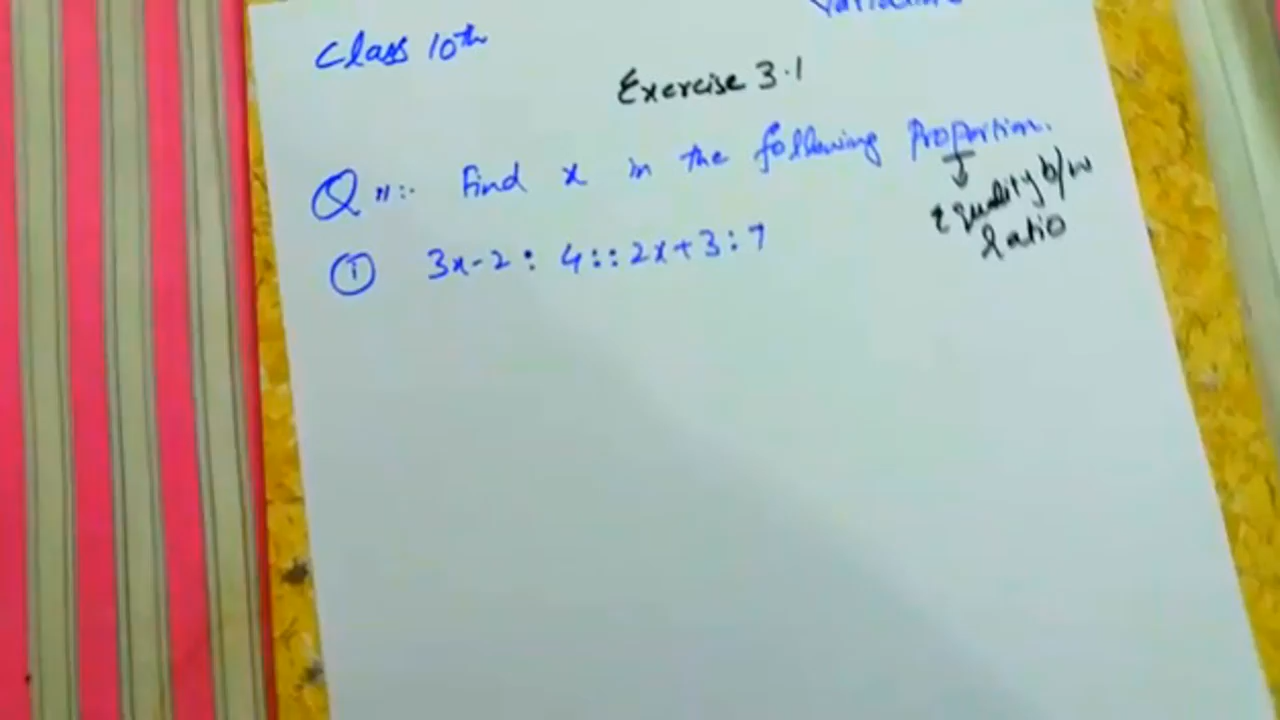 Class 10th
Exercise 3.1
Q 11:. Find x in the following Proportion.
↓
Equality b/w
Ratio
① 3x-2 : 4 :: 2x+3 : 7